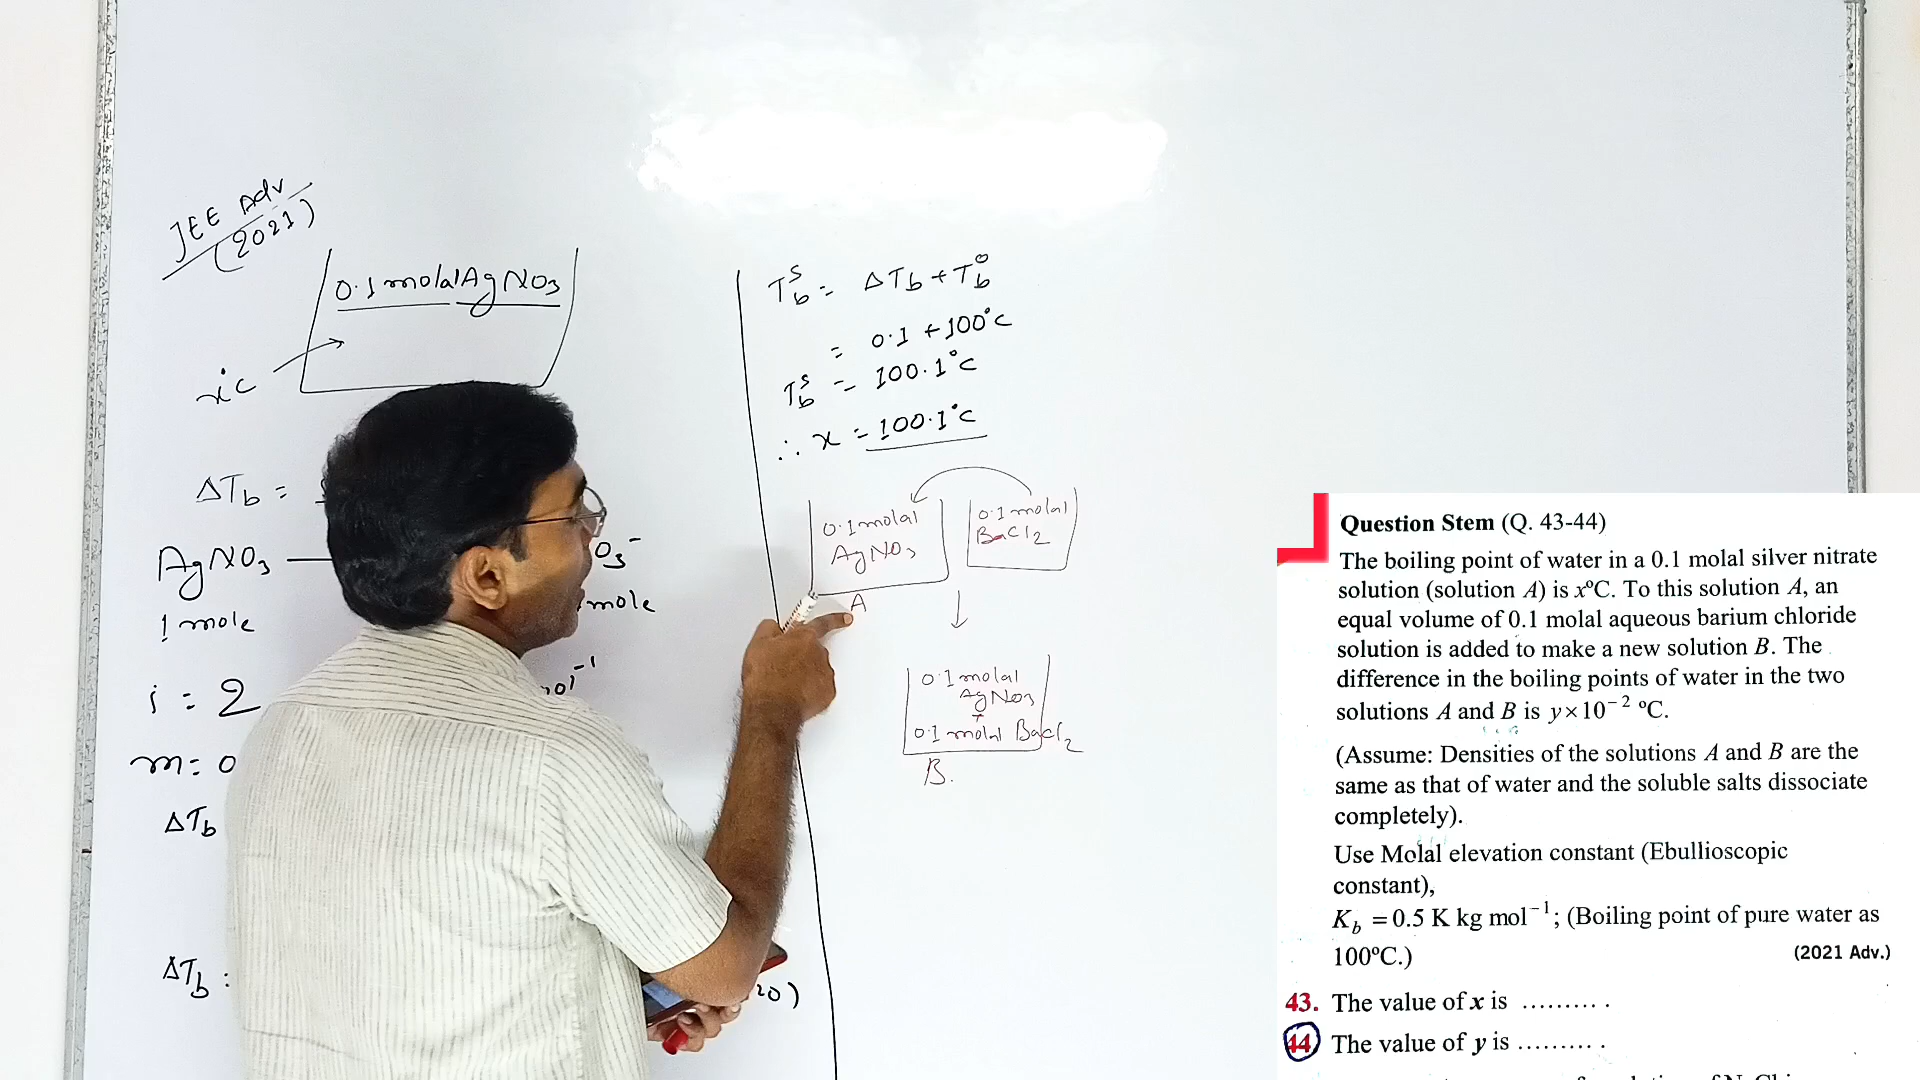 JEE Adv
(2021)
0.1 molal AgNO3
iC
ΔTb =
AgNO3 — O3⁻
1 mole mole
i = 2
m = 0
ΔTb
ΔTb :
20)
Tb^s = ΔTb + Tb^o
= 0.1 + 100°C
Tb^s = 100.1°C
∴ x = 100.1°C
0.1 molal
AgNO3
A
0.1 molal
BaCl2
0.1 molal
AgNO3
+
0.1 molal BaCl2
B.
Question Stem (Q. 43-44)
The boiling point of water in a 0.1 molal silver nitrate
solution (solution A) is x°C. To this solution A, an
equal volume of 0.1 molal aqueous barium chloride
solution is added to make a new solution B. The
difference in the boiling points of water in the two
solutions A and B is y×10⁻² °C.
(Assume: Densities of the solutions A and B are the
same as that of water and the soluble salts dissociate
completely).
Use Molal elevation constant (Ebullioscopic
constant),
Kb = 0.5 K kg mol⁻¹; (Boiling point of pure water as
100°C.)
(2021 Adv.)
43. The value of x is ..........
44 The value of y is ..........